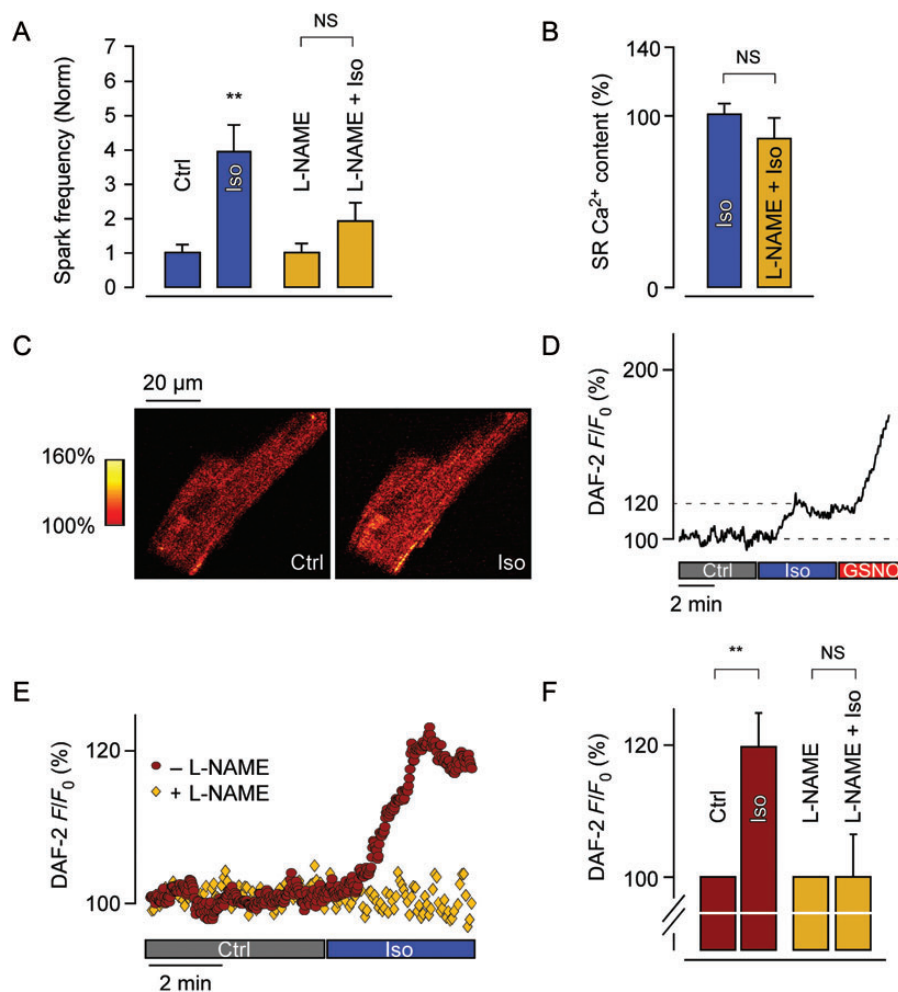 A
Spark frequency (Norm)
7
6
5
4
3
2
1
0
Ctrl
**
Iso
L-NAME
NS
L-NAME + Iso
B
SR Ca²⁺ content (%)
140
100
0
NS
Iso
L-NAME + Iso
C
20 µm
160%
100%
Ctrl
Iso
D
DAF-2 F/F₀ (%)
200
120
100
Ctrl
Iso
GSNO
2 min
E
DAF-2 F/F₀ (%)
120
100
– L-NAME
+ L-NAME
Ctrl
Iso
2 min
F
DAF-2 F/F₀ (%)
120
100
**
NS
Ctrl
Iso
L-NAME
L-NAME + Iso